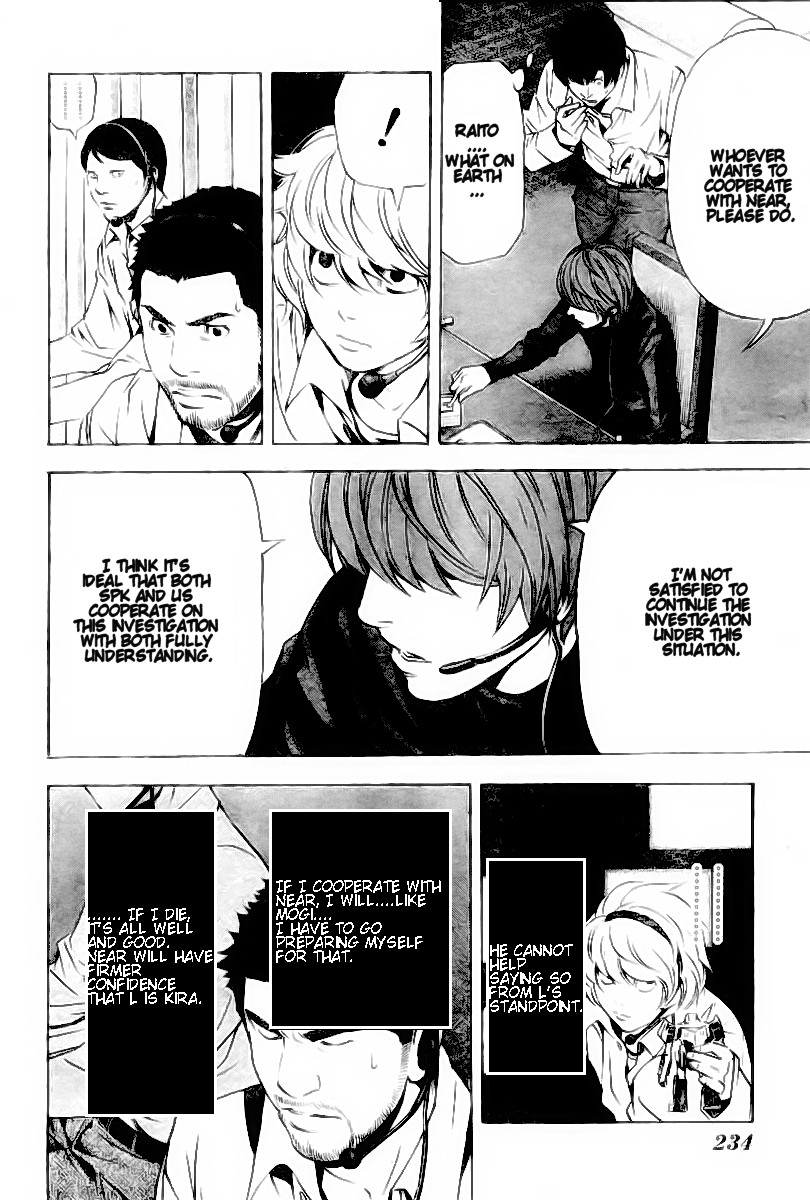 WHOEVER
WANTS TO
COOPERATE
WITH NEAR,
PLEASE DO.
RAITO
....
WHAT ON
EARTH
...
!
I'M NOT
SATISFIED TO
CONTINUE THE
INVESTIGATION
UNDER THIS
SITUATION.
I THINK IT'S
IDEAL THAT BOTH
SPK AND US
COOPERATE ON
THIS INVESTIGATION
WITH BOTH FULLY
UNDERSTANDING.
HE CANNOT
HELP
SAYING SO
FROM L'S
STANDPOINT.
IF I COOPERATE WITH
NEAR, I WILL....LIKE
MOGI....
I HAVE TO GO
PREPARING MYSELF
FOR THAT.
....... IF I DIE,
IT'S ALL WELL
AND GOOD.
NEAR WILL HAVE
FIRMER
CONFIDENCE
THAT L IS KIRA.
234